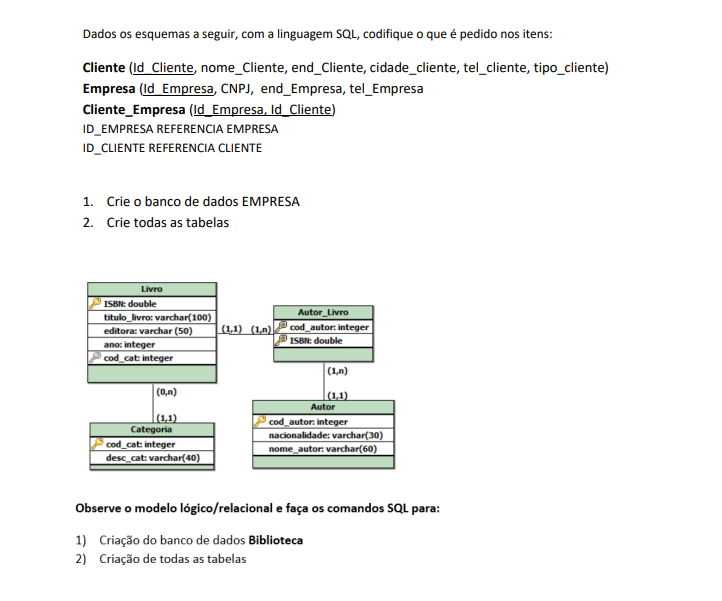 Dados os esquemas a seguir, com a linguagem SQL, codifique o que é pedido nos itens:
Cliente (Id_Cliente, nome_Cliente, end_Cliente, cidade_cliente, tel_cliente, tipo_cliente)
Empresa (Id_Empresa, CNPJ, end_Empresa, tel_Empresa
Cliente_Empresa (Id_Empresa, Id_Cliente)
ID_EMPRESA REFERENCIA EMPRESA
ID_CLIENTE REFERENCIA CLIENTE
1. Crie o banco de dados EMPRESA
2. Crie todas as tabelas
Livro
ISBN: double
titulo_livro: varchar(100)
editora: varchar (50)
ano: integer
cod_cat: integer
(1,1) (1,n)
Autor_Livro
cod_autor: integer
ISBN: double
(0,n)
(1,1)
Categoria
cod_cat: integer
desc_cat: varchar(40)
(1,n)
(1,1)
Autor
cod_autor: integer
nacionalidade: varchar(30)
nome_autor: varchar(60)
Observe o modelo lógico/relacional e faça os comandos SQL para:
1) Criação do banco de dados Biblioteca
2) Criação de todas as tabelas